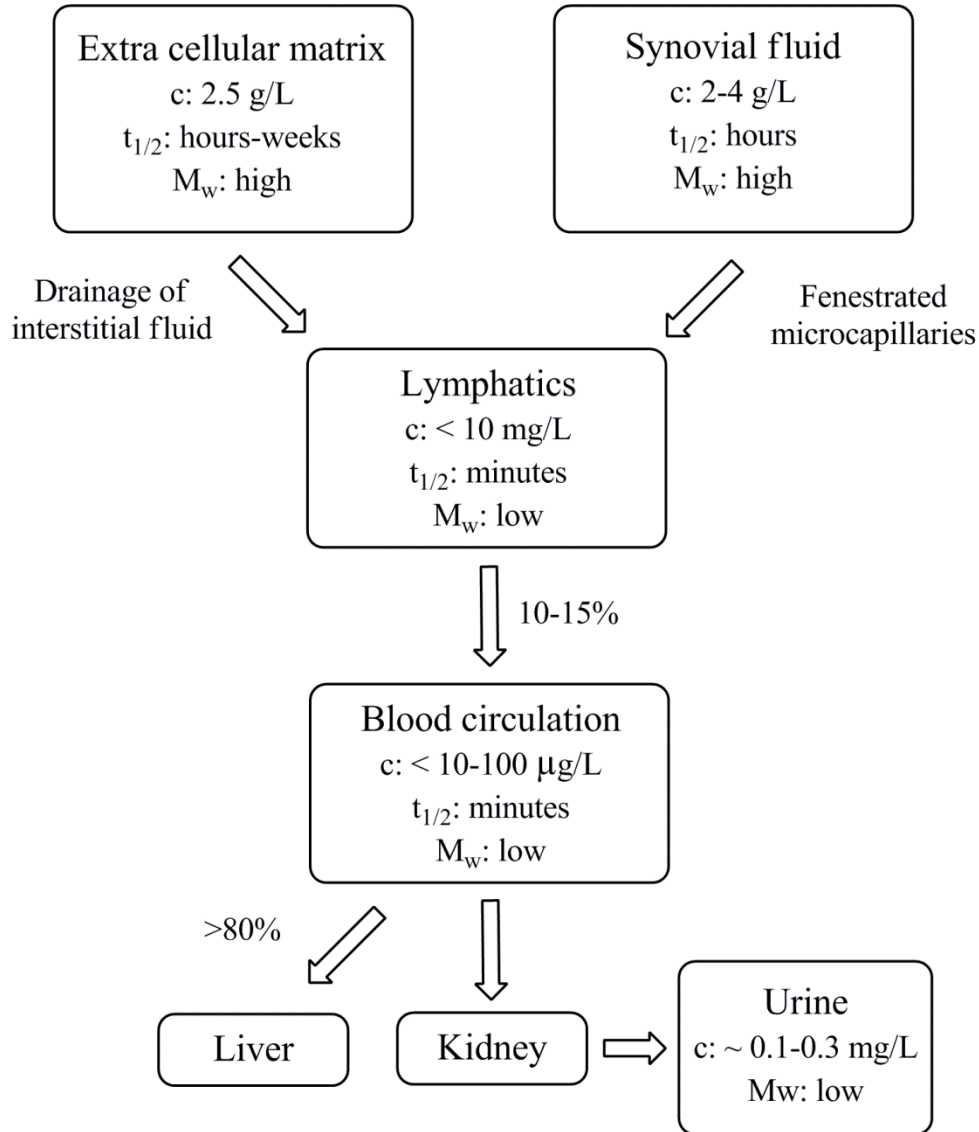 Extra cellular matrix
c: 2.5 g/L
t1/2: hours-weeks
Mw: high
Synovial fluid
c: 2-4 g/L
t1/2: hours
Mw: high
Drainage of
interstitial fluid
Fenestrated
microcapillaries
Lymphatics
c: < 10 mg/L
t1/2: minutes
Mw: low
10-15%
Blood circulation
c: < 10-100 µg/L
t1/2: minutes
Mw: low
>80%
Liver
Kidney
Urine
c: ~ 0.1-0.3 mg/L
Mw: low